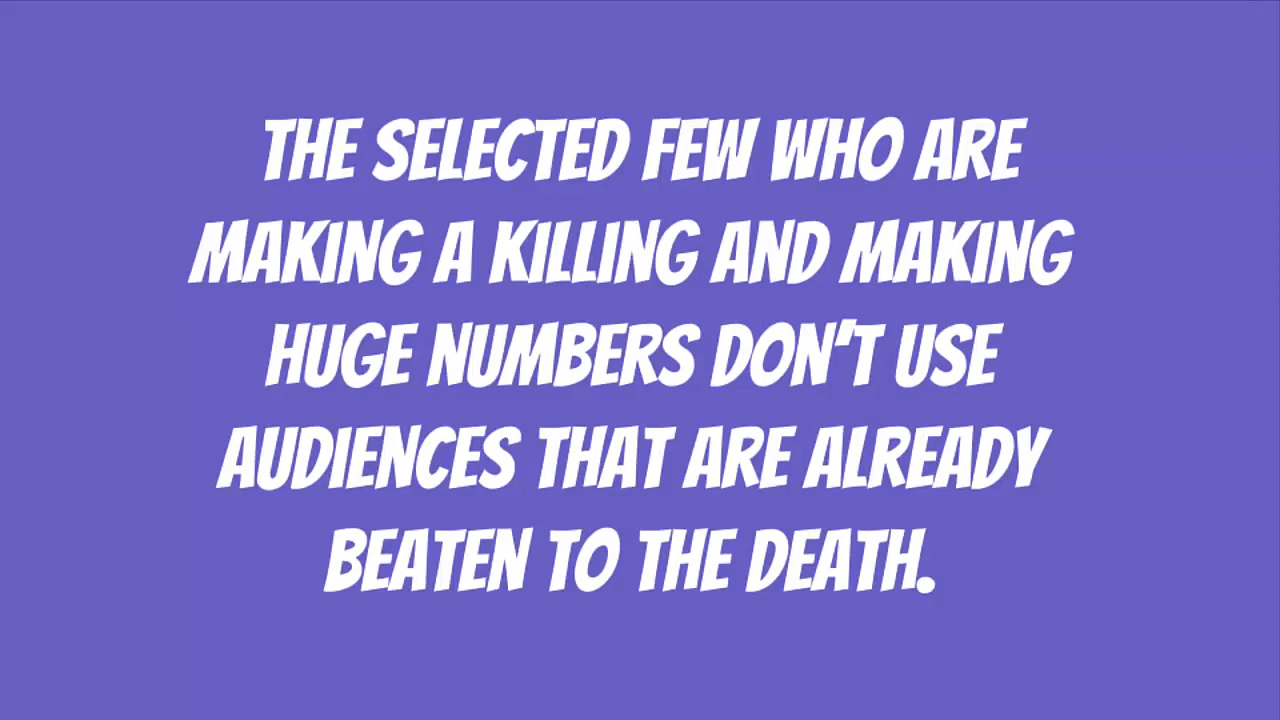 THE SELECTED FEW WHO ARE
MAKING A KILLING AND MAKING
HUGE NUMBERS DON'T USE
AUDIENCES THAT ARE ALREADY
BEATEN TO THE DEATH.